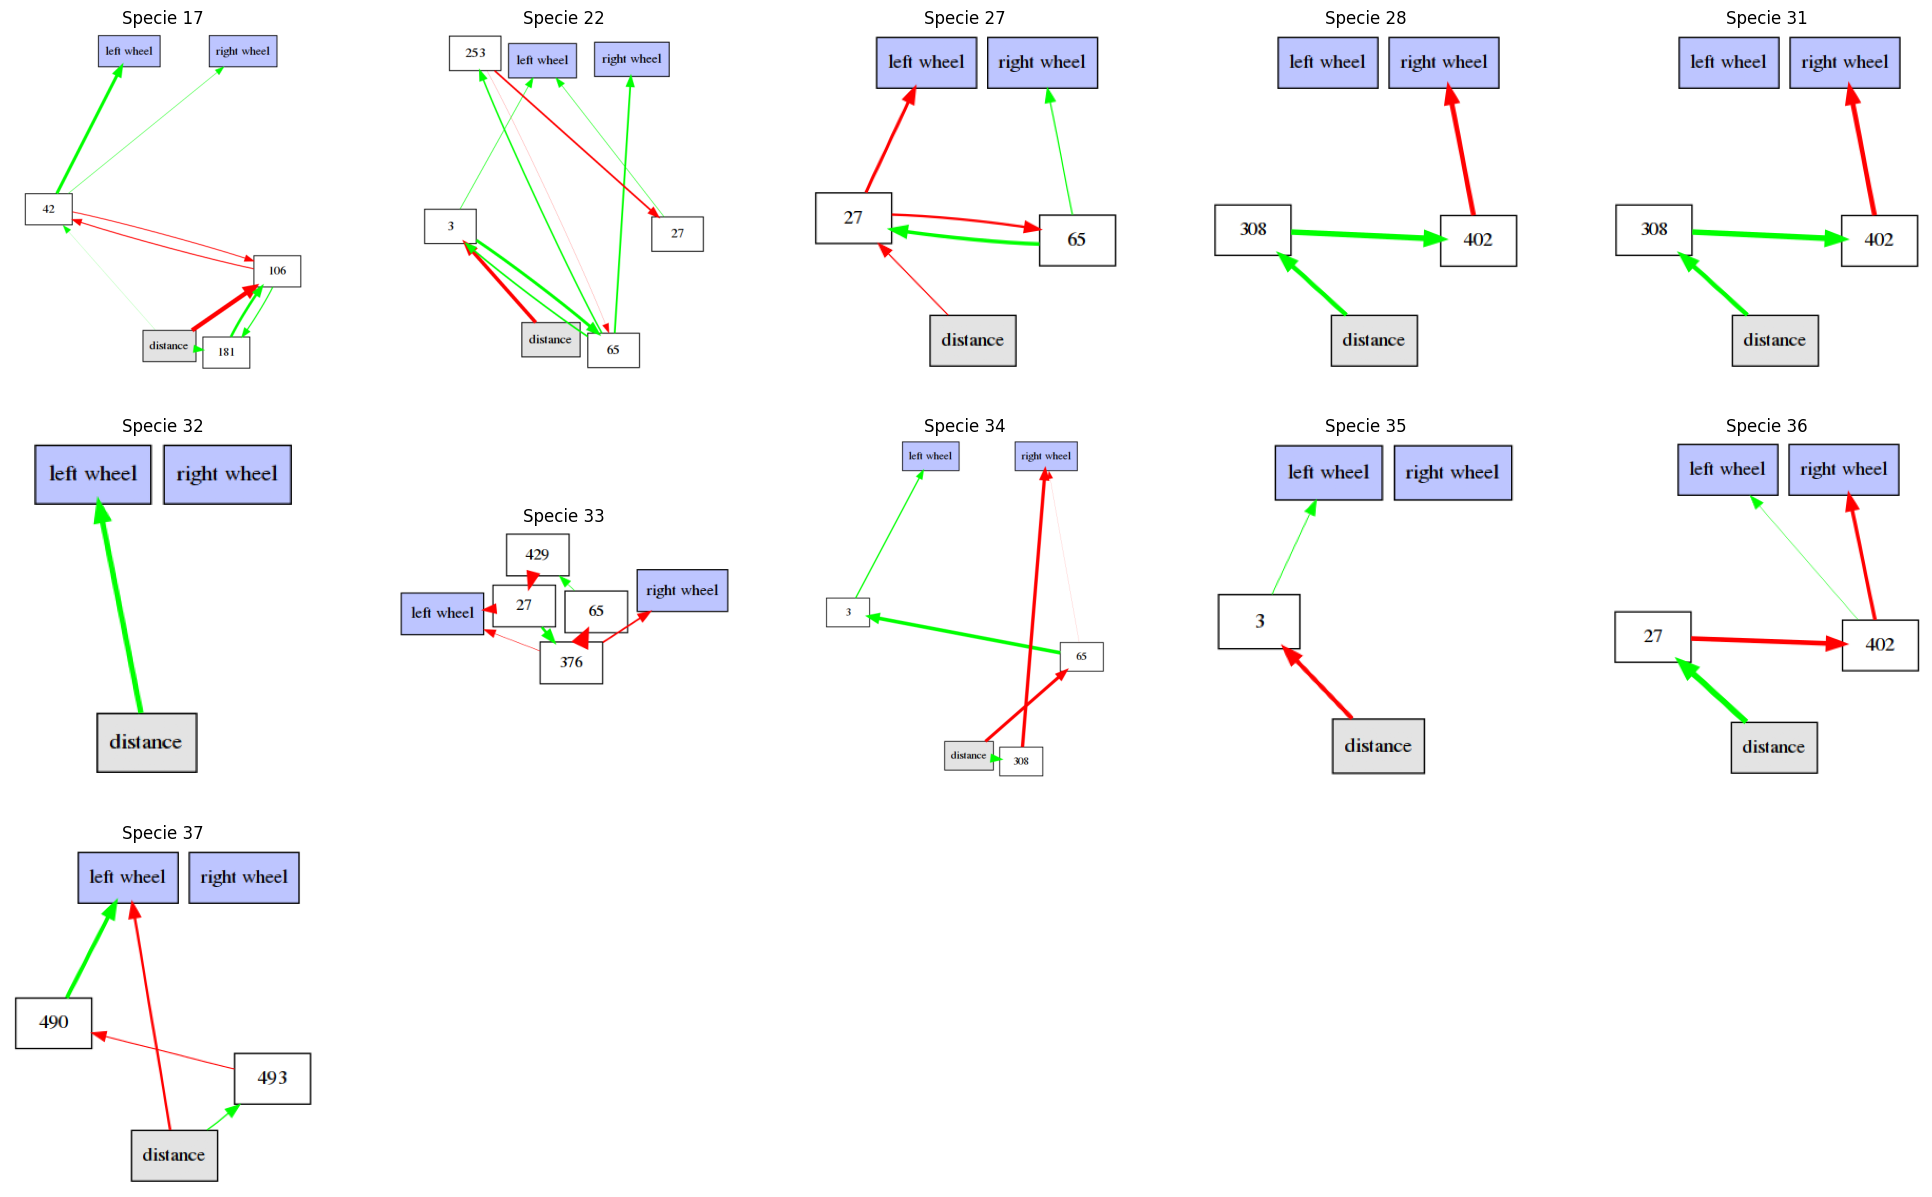 Specie 17
left wheel
right wheel
42
106
distance
181
Specie 22
253
left wheel
right wheel
3
27
distance
65
Specie 27
left wheel
right wheel
27
65
distance
Specie 28
left wheel
right wheel
308
402
distance
Specie 31
left wheel
right wheel
308
402
distance
Specie 32
left wheel
right wheel
distance
Specie 33
429
27
65
right wheel
left wheel
376
Specie 34
left wheel
right wheel
3
65
distance
308
Specie 35
left wheel
right wheel
3
distance
Specie 36
left wheel
right wheel
27
402
distance
Specie 37
left wheel
right wheel
490
493
distance